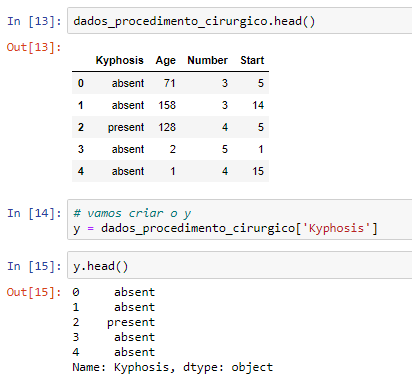 In [13]: dados_procedimento_cirurgico.head()
Out[13]:
Kyphosis Age Number Start
0 absent 71 3 5
1 absent 158 3 14
2 present 128 4 5
3 absent 2 5 1
4 absent 1 4 15
In [14]: # vamos criar o y
y = dados_procedimento_cirurgico['Kyphosis']
In [15]: y.head()
Out[15]: 0 absent
1 absent
2 present
3 absent
4 absent
Name: Kyphosis, dtype: object